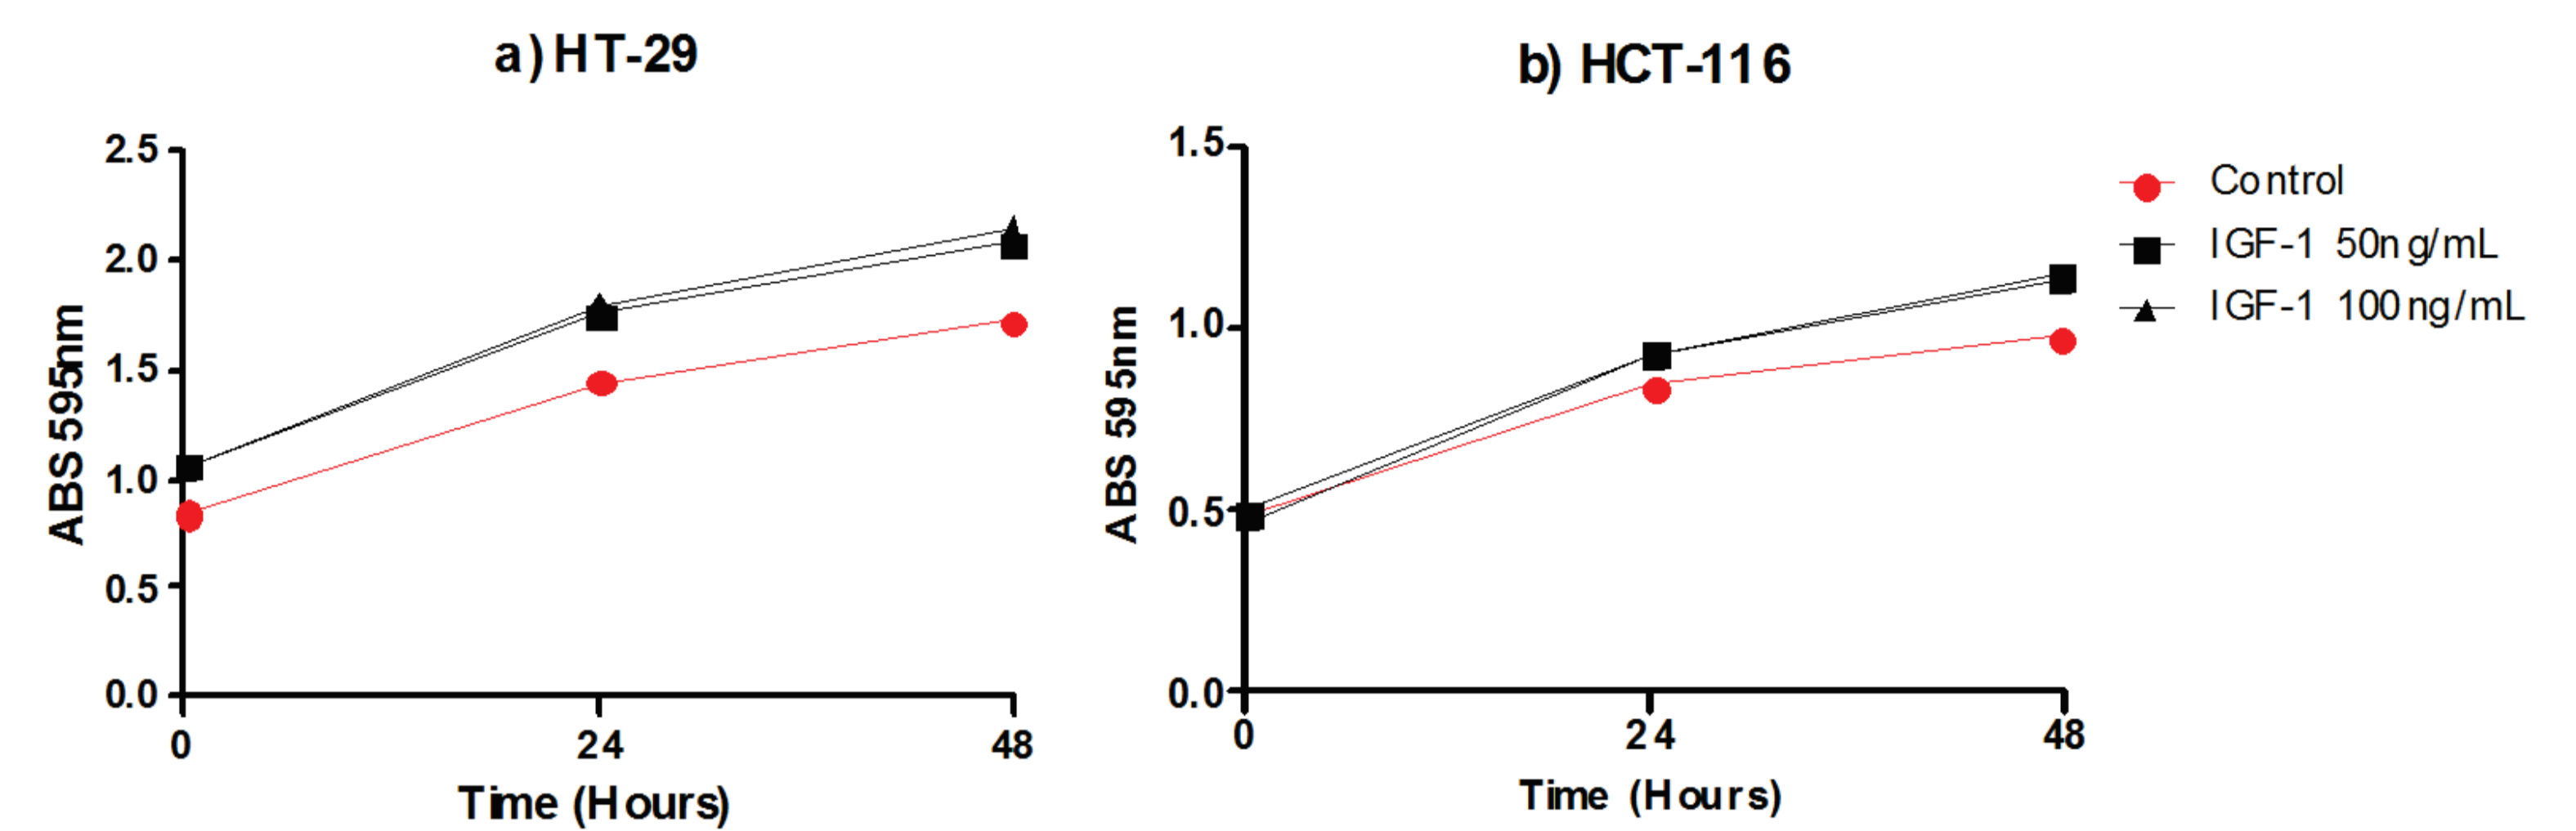 a) HT-29
2.5
2.0
1.5
1.0
0.5
0.0
ABS 595nm
0 24 48
Time (Hours)
b) HCT-116
1.5
1.0
0.5
0.0
ABS 595nm
0 24 48
Time (Hours)
Control
IGF-1 50ng/mL
IGF-1 100ng/mL